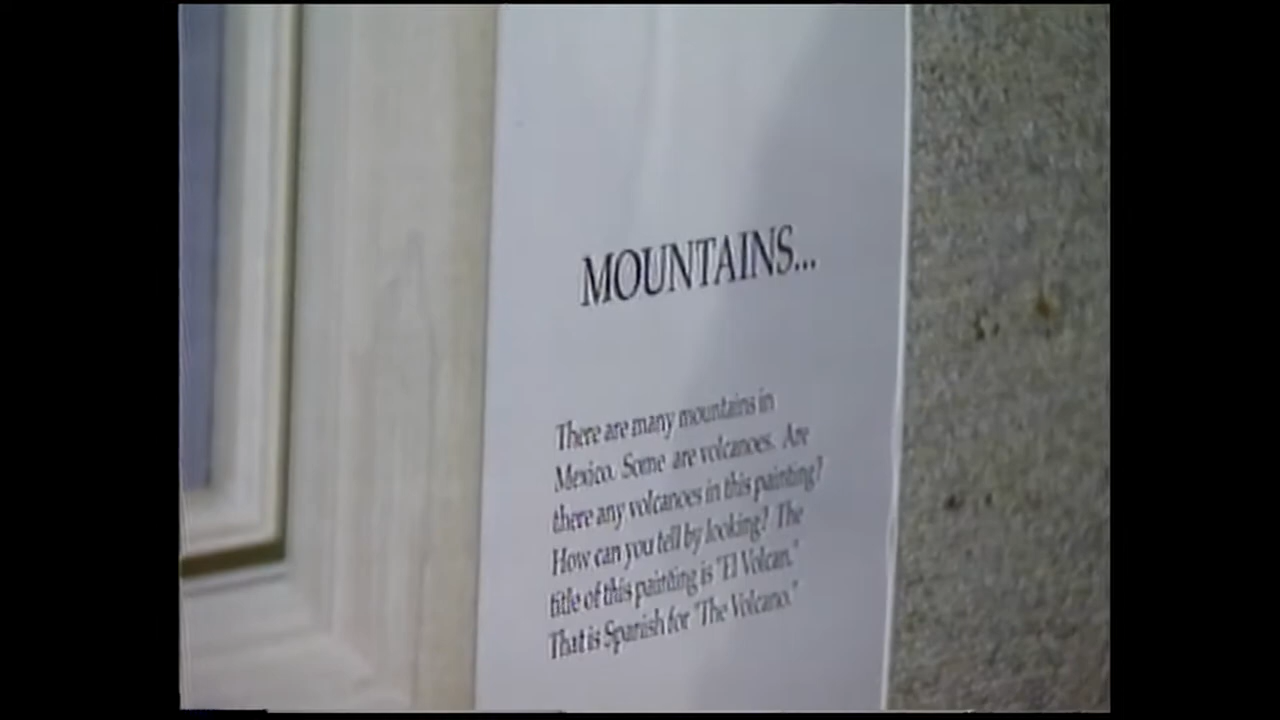 MOUNTAINS...
There are many mountains in
Mexico. Some are volcanoes. Are
there any volcanoes in this painting?
How can you tell by looking? The
title of this painting is "El Volcan."
That is Spanish for "The Volcano."